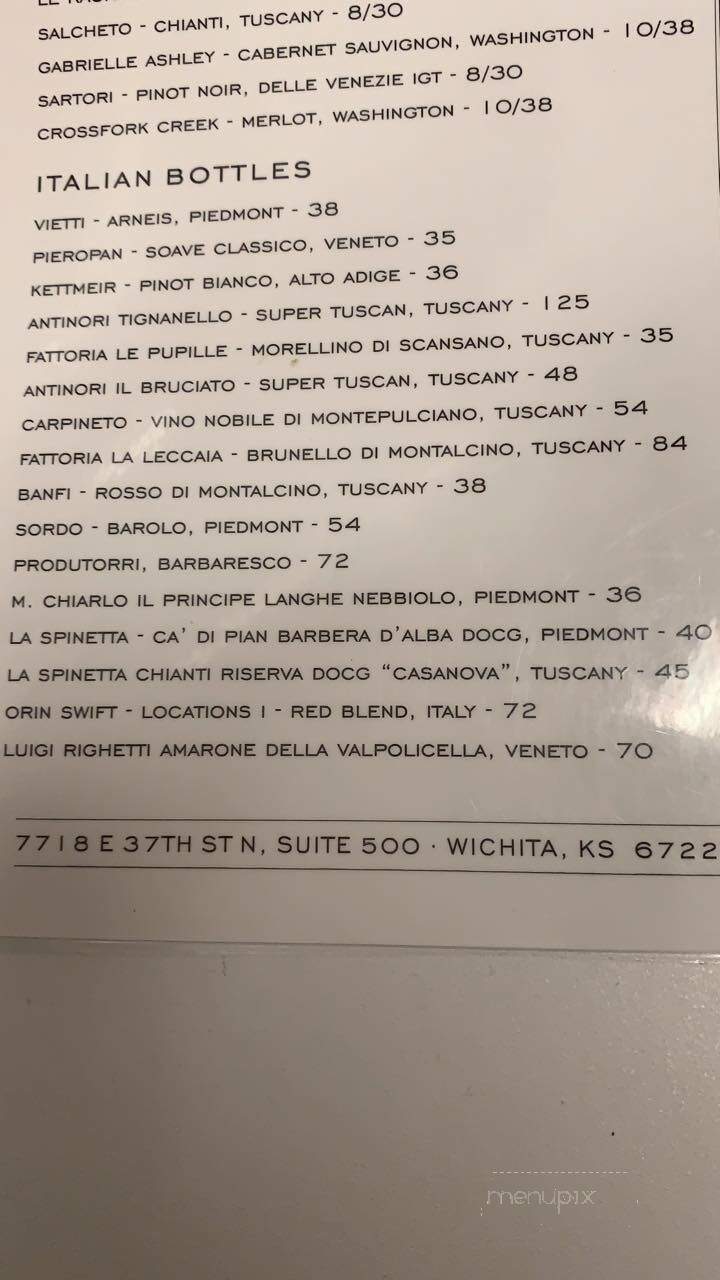 SALCHETO - CHIANTI, TUSCANY - 8/30
GABRIELLE ASHLEY - CABERNET SAUVIGNON, WASHINGTON - 10/38
SARTORI - PINOT NOIR, DELLE VENEZIE IGT - 8/30
CROSSFORK CREEK - MERLOT, WASHINGTON - 10/38
ITALIAN BOTTLES
VIETTI - ARNEIS, PIEDMONT - 38
PIEROPAN - SOAVE CLASSICO, VENETO - 35
KETTMEIR - PINOT BIANCO, ALTO ADIGE - 36
ANTINORI TIGNANELLO - SUPER TUSCAN, TUSCANY - 125
FATTORIA LE PUPILLE - MORELLINO DI SCANSANO, TUSCANY - 35
ANTINORI IL BRUCIATO - SUPER TUSCAN, TUSCANY - 48
CARPINETO - VINO NOBILE DI MONTEPULCIANO, TUSCANY - 54
FATTORIA LA LECCAIA - BRUNELLO DI MONTALCINO, TUSCANY - 84
BANFI - ROSSO DI MONTALCINO, TUSCANY - 38
SORDO - BAROLO, PIEDMONT - 54
PRODUTORRI, BARBARESCO - 72
M. CHIARLO IL PRINCIPE LANGHE NEBBIOLO, PIEDMONT - 36
LA SPINETTA - CA' DI PIAN BARBERA D'ALBA DOCG, PIEDMONT - 40
LA SPINETTA CHIANTI RISERVA DOCG "CASANOVA", TUSCANY - 45
ORIN SWIFT - LOCATIONS I - RED BLEND, ITALY - 72
LUIGI RIGHETTI AMARONE DELLA VALPOLICELLA, VENETO - 70
7718 E 37TH ST N, SUITE 500 · WICHITA, KS 6722
menupix